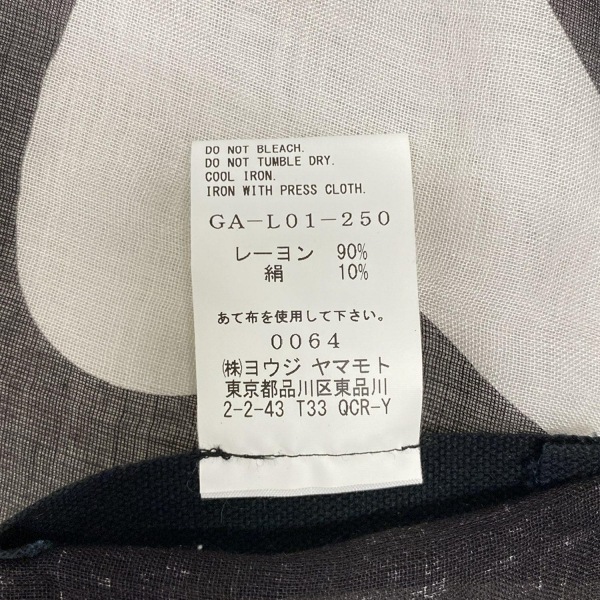 DO NOT BLEACH.
DO NOT TUMBLE DRY.
COOL IRON.
IRON WITH PRESS CLOTH.
GA-L01-250
レーヨン 90%
絹 10%
あて布を使用して下さい。
0064
㈱ヨウジ ヤマモト
東京都品川区東品川
2-2-43 T33 QCR-Y